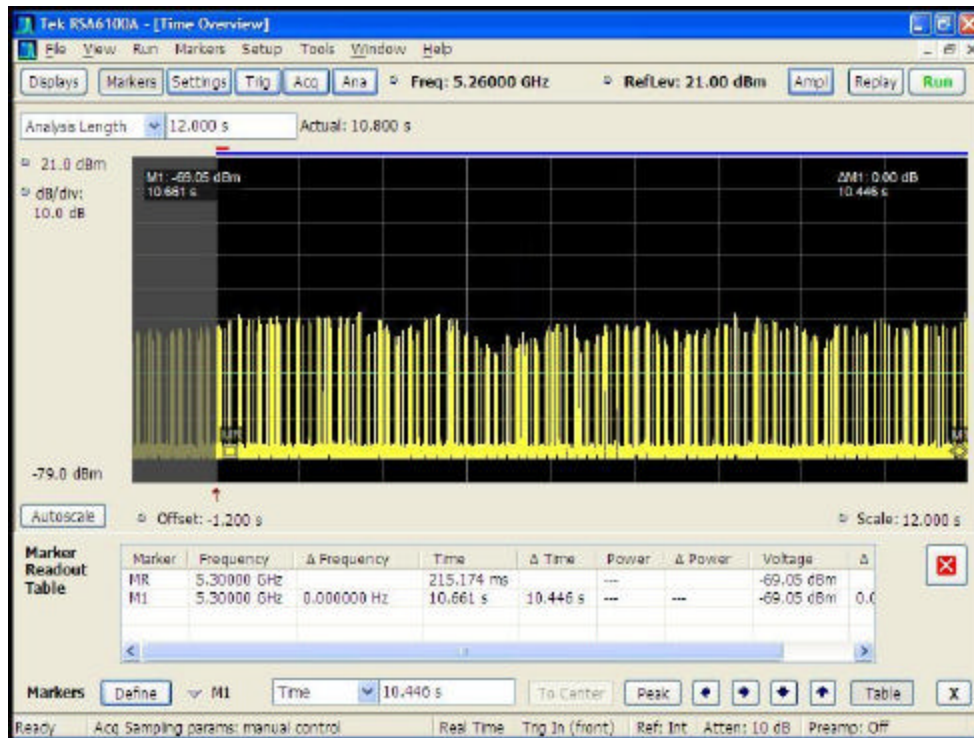 Tek RSA6100A - [Time Overview]
File View Run Markers Setup Tools Window Help
Displays Markers Settings Trig Acq Ana Freq: 5.26000 GHz RefLev: 21.00 dBm Ampl Replay Run
Analysis Length 12.000 s Actual: 10.800 s
21.0 dBm
dB/div:
10.0 dB
M1: -69.05 dBm
10.661 s
ΔM1: 0.00 dB
10.446 s
MR
-79.0 dBm
Autoscale Offset: -1.200 s Scale: 12.000 s
Marker Readout Table
Marker Frequency Δ Frequency Time Δ Time Power Δ Power Voltage Δ
MR 5.30000 GHz 215.174 ms --- -69.05 dBm
M1 5.30000 GHz 0.000000 Hz 10.661 s 10.446 s --- --- -69.05 dBm 0.0
Markers Define M1 Time 10.446 s To Center Peak Table X
Ready Acq Sampling params: manual control Real Time Trig In (front) Ref: Int Atten: 10 dB Preamp: Off